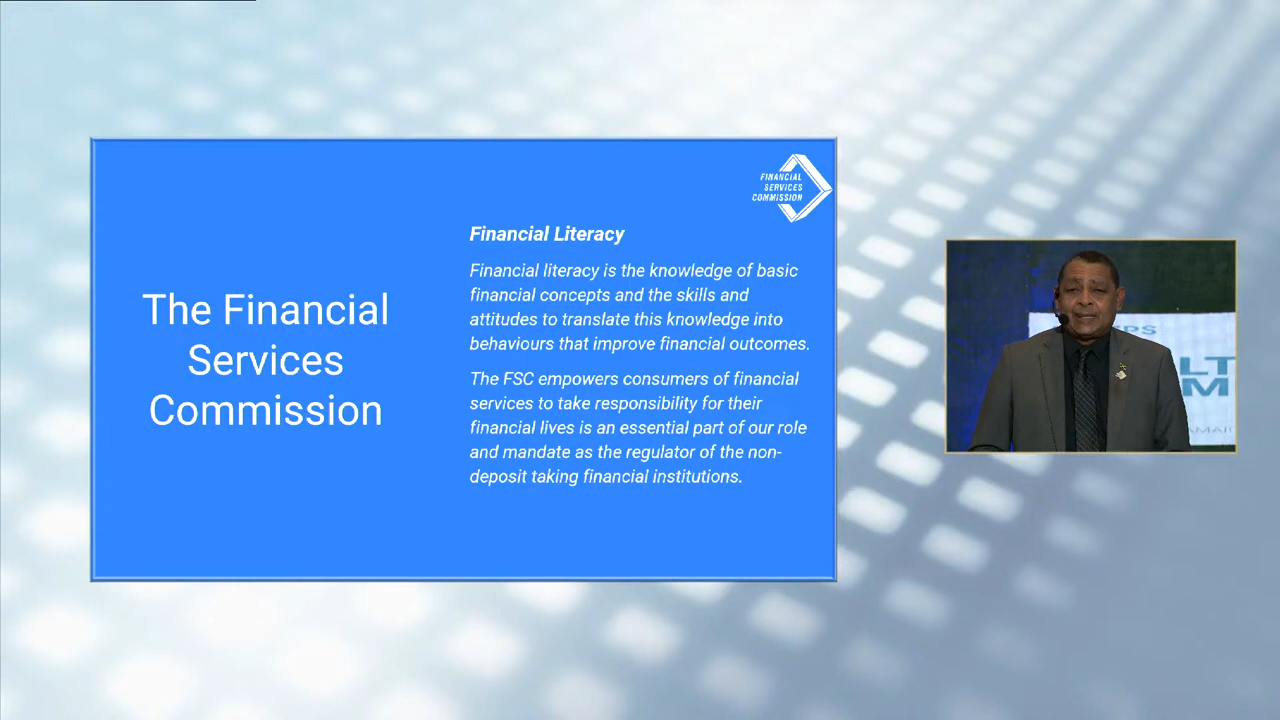 FINANCIAL
SERVICES
COMMISSION
The Financial
Services
Commission
Financial Literacy
Financial literacy is the knowledge of basic
financial concepts and the skills and
attitudes to translate this knowledge into
behaviours that improve financial outcomes.
The FSC empowers consumers of financial
services to take responsibility for their
financial lives is an essential part of our role
and mandate as the regulator of the non-
deposit taking financial institutions.